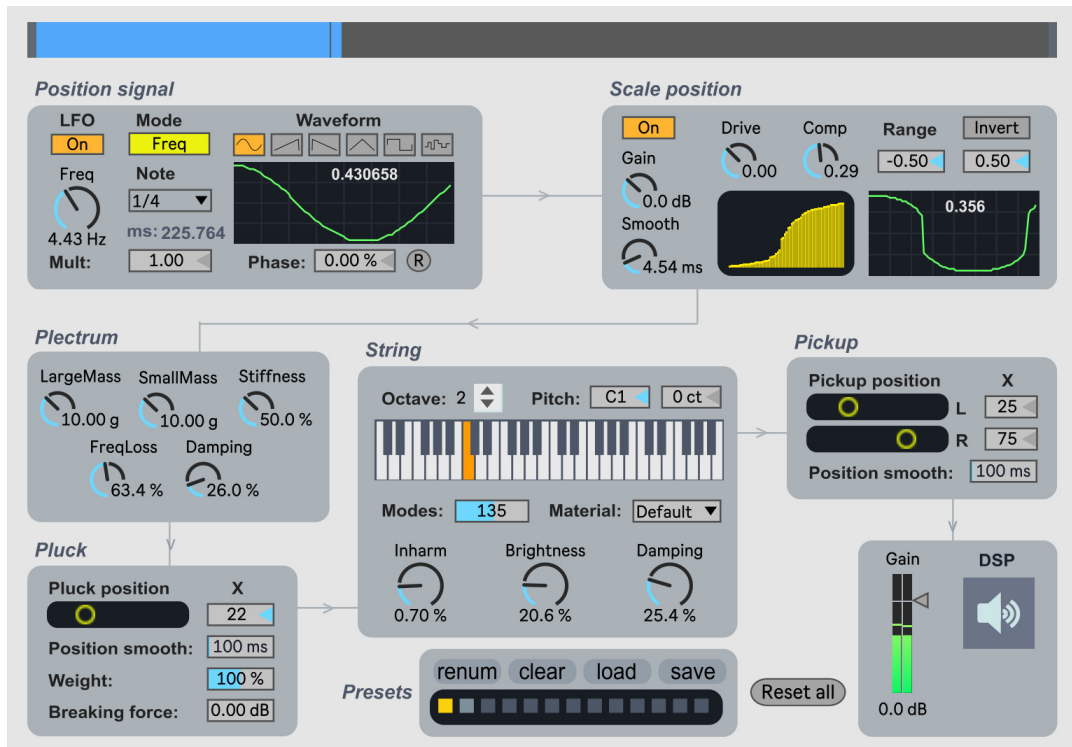 Position signal
LFO Mode Waveform
On Freq
Freq Note
0.430658
1/4
4.43 Hz
ms: 225.764
Mult: 1.00 Phase: 0.00 % R
Scale position
On Drive Comp Range Invert
0.00 0.29 -0.50 0.50
Gain
0.0 dB
Smooth
4.54 ms
0.356
Plectrum
LargeMass SmallMass Stiffness
10.00 g 10.00 g 50.0 %
FreqLoss Damping
63.4 % 26.0 %
String
Octave: 2 Pitch: C1 0 ct
Modes: 135 Material: Default
Inharm Brightness Damping
0.70 % 20.6 % 25.4 %
Pickup
Pickup position X
L 25
R 75
Position smooth: 100 ms
Pluck
Pluck position X
22
Position smooth: 100 ms
Weight: 100 %
Breaking force: 0.00 dB
Presets
renum clear load save
Reset all
Gain DSP
0.0 dB